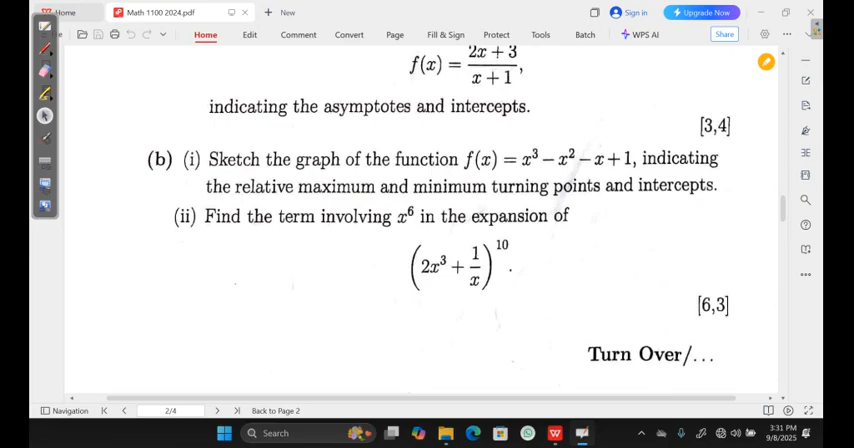 Home
Math 1100 2024.pdf
+ New
Sign in
Upgrade Now
Home Edit Comment Convert Page Fill & Sign Protect Tools Batch WPS AI Share
f(x) = \frac{2x + 3}{x + 1},
indicating the asymptotes and intercepts.
[3,4]
(b) (i) Sketch the graph of the function f(x) = x³ − x² − x + 1, indicating
the relative maximum and minimum turning points and intercepts.
(ii) Find the term involving x⁶ in the expansion of
\left(2x³ + \frac{1}{x}\right)^{10}.
[6,3]
Turn Over/...
Navigation 2/4 Back to Page 2
Search
3:31 PM
9/8/2025